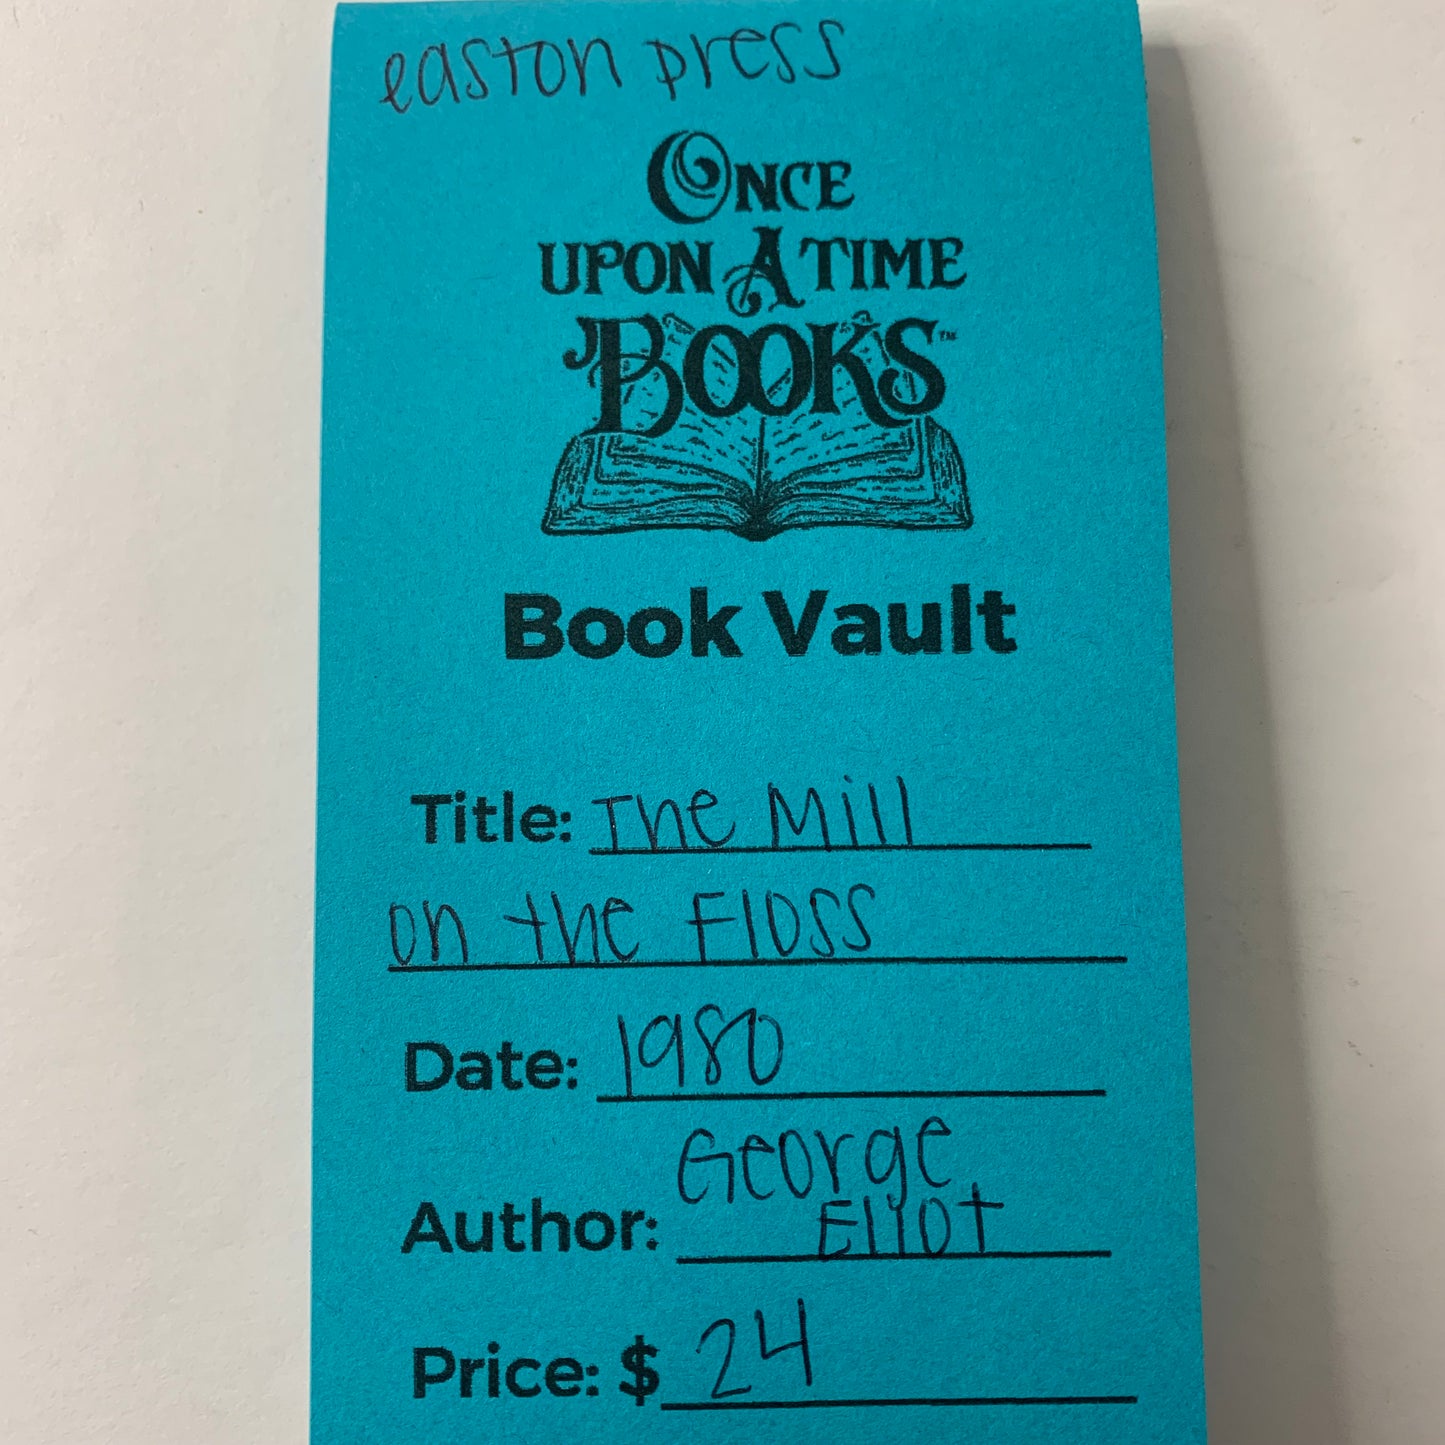 easton press
ONCE
UPON A TIME
BOOKS™
Book Vault
Title: The Mill
on the Floss
Date: 1980
George
Author: Eliot
Price: $ 24